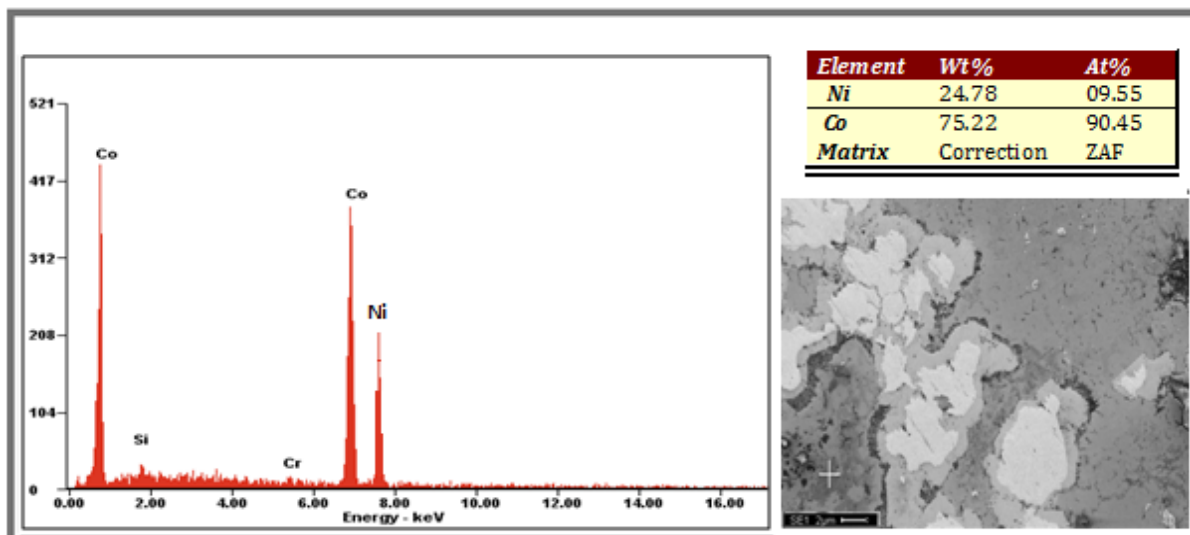 521
417
312
208
104
0
Co
Si
Cr
Co
Ni
0.00 2.00 4.00 6.00 8.00 10.00 12.00 14.00 16.00
Energy - keV
Element Wt% At%
Ni 24.78 09.55
Co 75.22 90.45
Matrix Correction ZAF
SE1 2µm